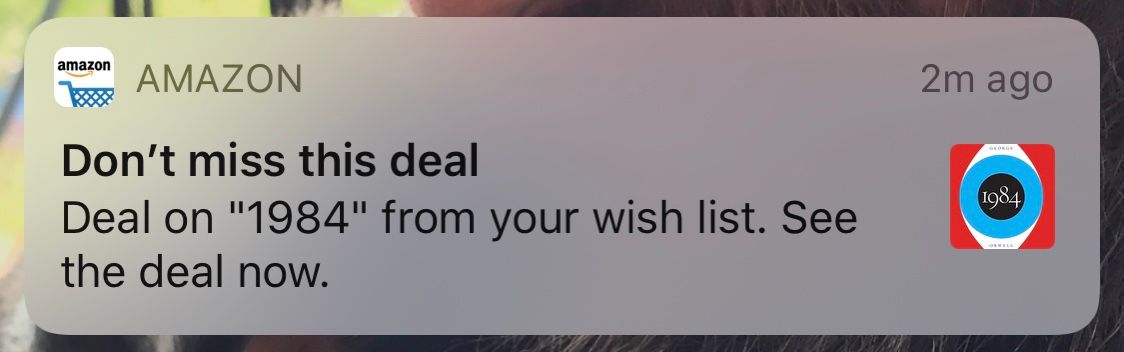 amazon
AMAZON
2m ago
Don’t miss this deal
Deal on "1984" from your wish list. See
the deal now.
GEORGE
1984
ORWELL